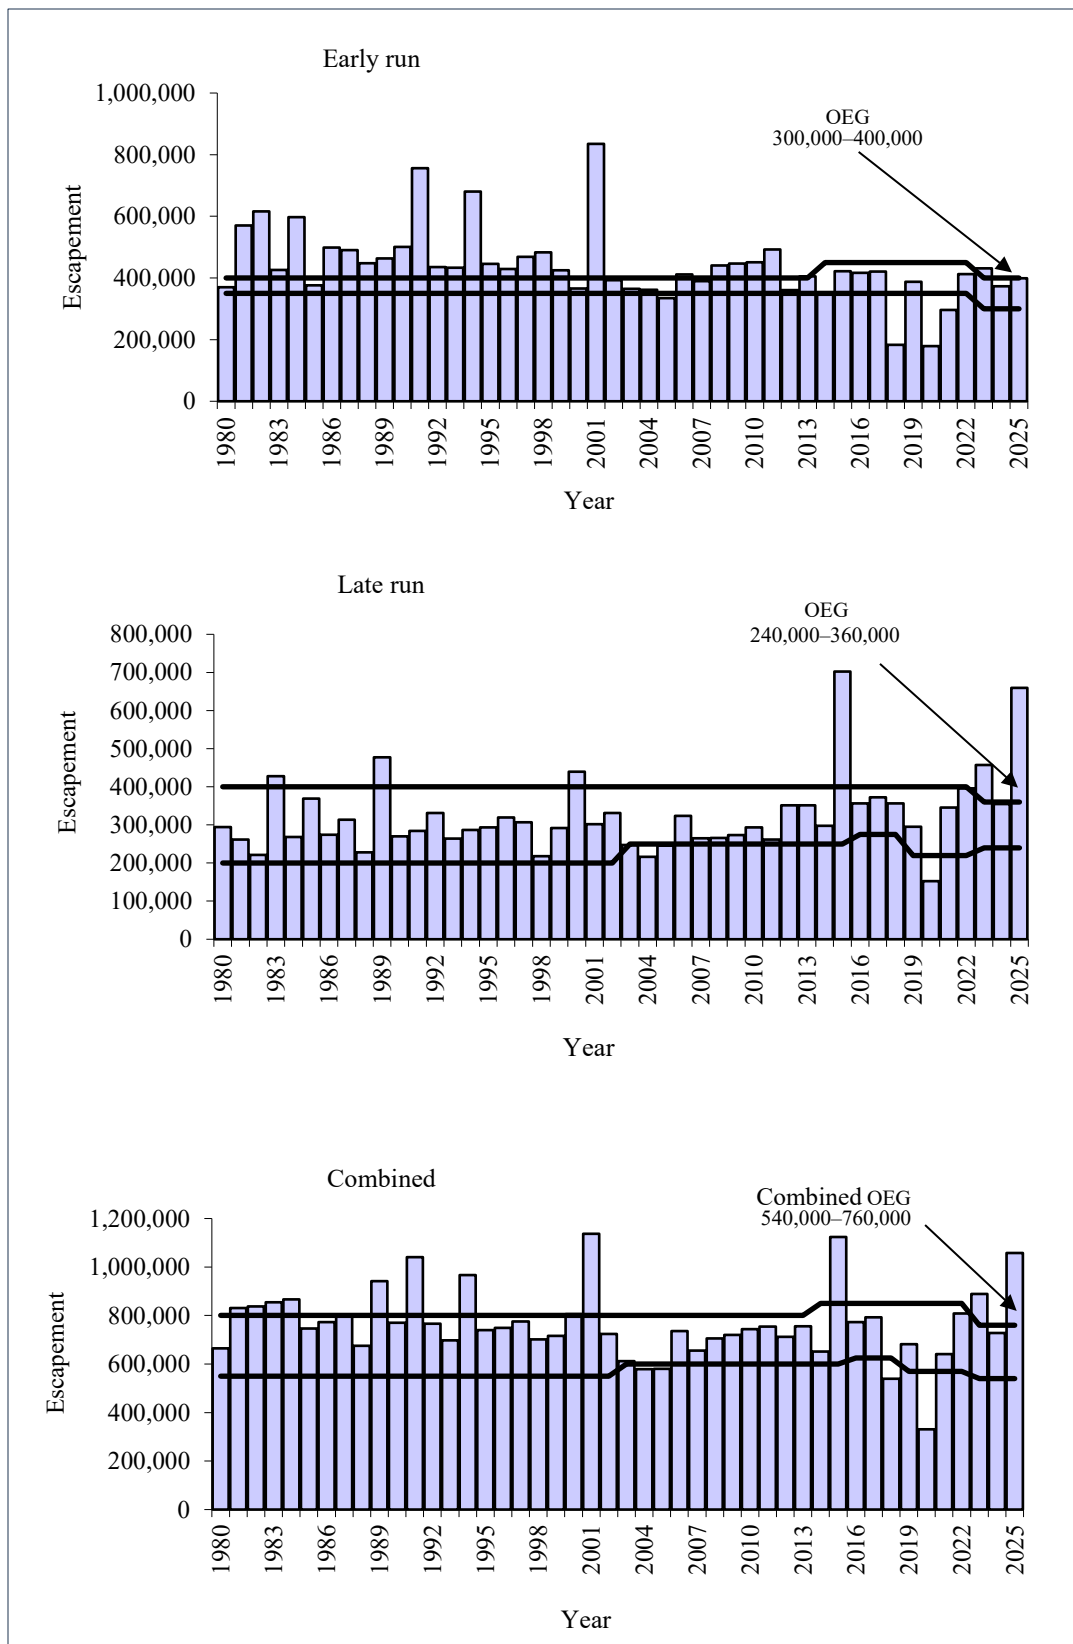 Early run
OEG
300,000–400,000
1,000,000
800,000
600,000
400,000
200,000
0
Escapement
1980 1983 1986 1989 1992 1995 1998 2001 2004 2007 2010 2013 2016 2019 2022 2025
Year
Late run
OEG
240,000–360,000
800,000
700,000
600,000
500,000
400,000
300,000
200,000
100,000
0
Escapement
1980 1983 1986 1989 1992 1995 1998 2001 2004 2007 2010 2013 2016 2019 2022 2025
Year
Combined
Combined OEG
540,000–760,000
1,200,000
1,000,000
800,000
600,000
400,000
200,000
0
Escapement
1980 1983 1986 1989 1992 1995 1998 2001 2004 2007 2010 2013 2016 2019 2022 2025
Year